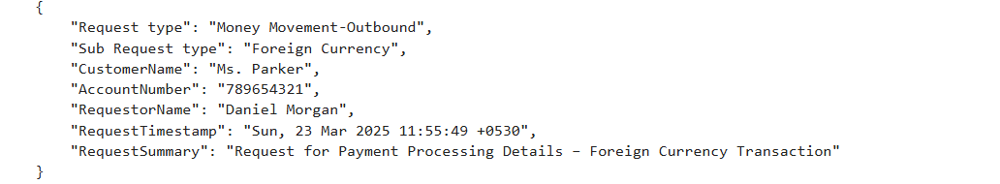 {
"Request type": "Money Movement-Outbound",
"Sub Request type": "Foreign Currency",
"CustomerName": "Ms. Parker",
"AccountNumber": "789654321",
"RequestorName": "Daniel Morgan",
"RequestTimestamp": "Sun, 23 Mar 2025 11:55:49 +0530",
"RequestSummary": "Request for Payment Processing Details – Foreign Currency Transaction"
}